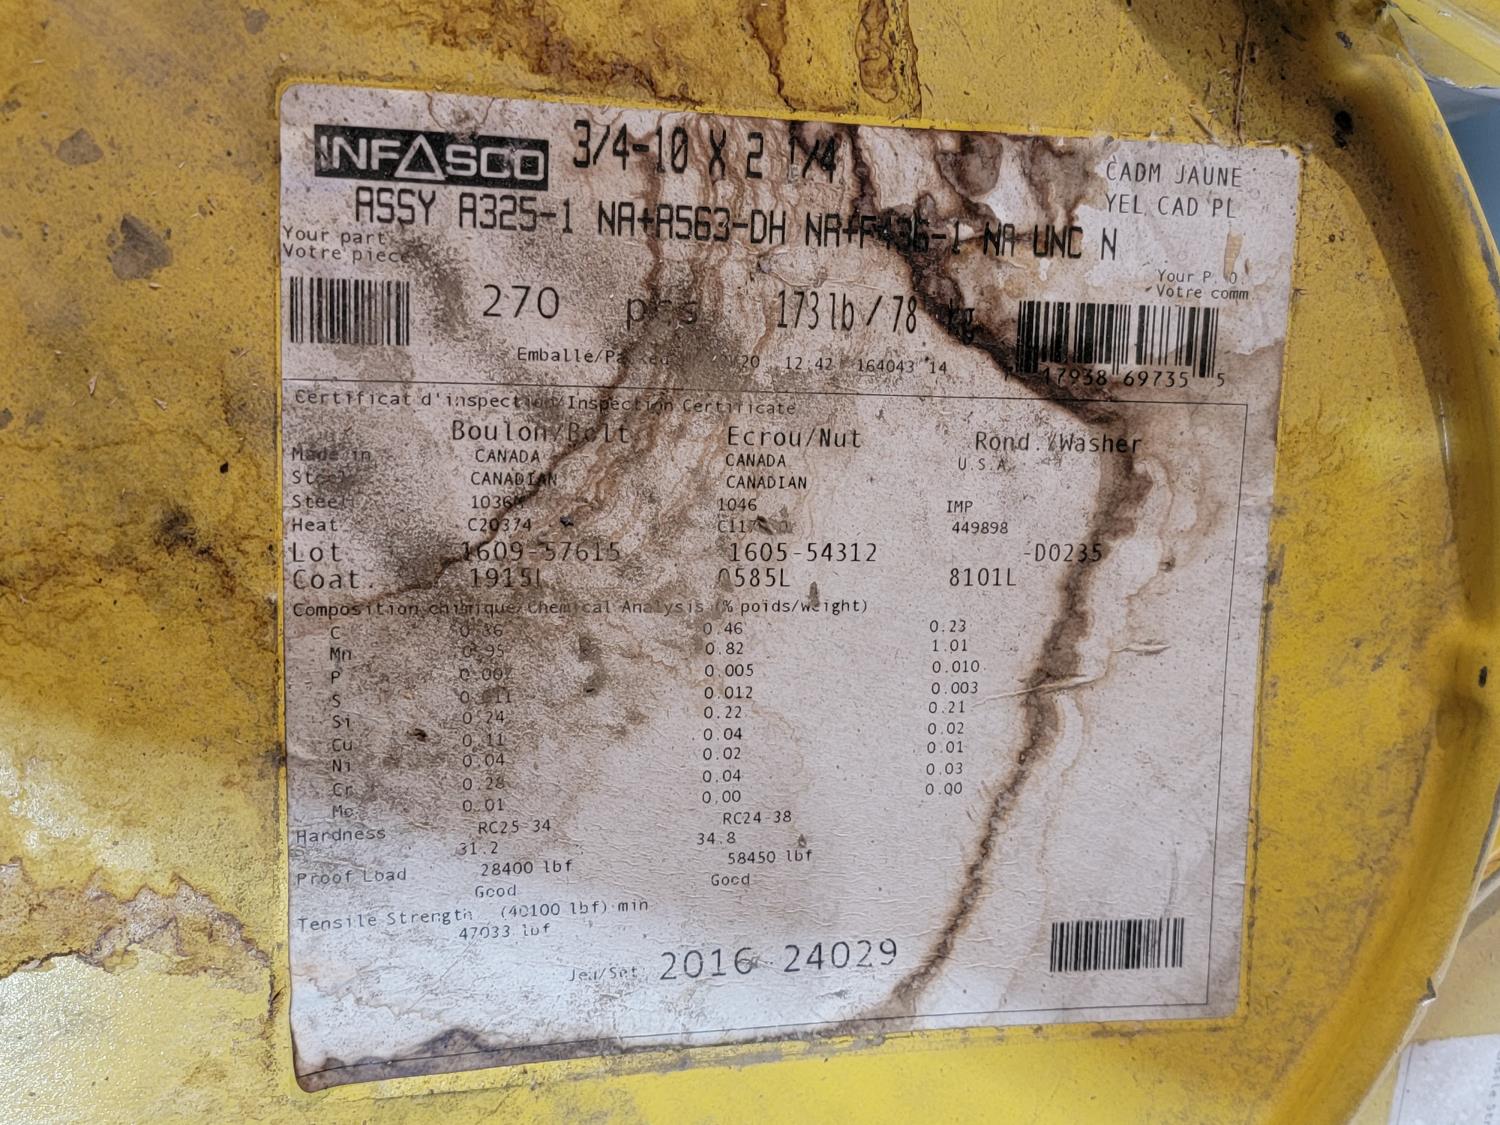 INFASCO 3/4-10 X 2 1/4
CADM JAUNE
YEL CAD PL
ASSY A325-1 NA+A563-DH NA+F436-1 NA UNC N
Your part
Votre piece
Your P.O.
Votre comm
270 pcs 173 lb / 78 kg
17938 69735 5
Emballé/ 20 12:42 164043 14
Certificat d'inspection/Inspection Certificate
Boulon/Bolt Ecrou/Nut Rond./Washer
Made in CANADA CANADA U.S.A.
Steel CANADIAN CANADIAN
Steel 1036M 1046 IMP
Heat C20374 449898
Lot 1609-57615 1605-54312 -D0235
Coat. 1915L 0585L 8101L
Composition chimique/Chemical Analysis (% poids/weight)
C 0.36 0.46 0.23
Mn 0.95 0.82 1.01
P 0.007 0.005 0.010
S 0.012 0.003
Si 0.24 0.22 0.21
Cu 0.11 0.04 0.02
Ni 0.04 0.02 0.01
Cr 0.28 0.04 0.03
Mo 0.01 0.00 0.00
Hardness RC25-34 RC24-38
31.2 34.8
Proof Load 28400 lbf 58450 lbf
Good Good
Tensile Strength (40100 lbf) min
47033 lbf
Jeu/Set 2016-24029